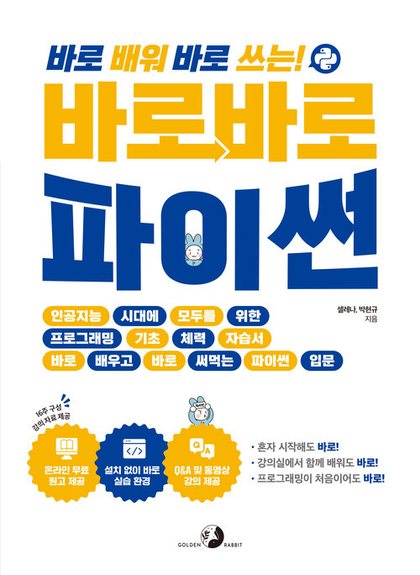 바로 배워 바로 쓰는!
바로바로
파이썬
셀레나, 박현규
지음
인공지능 시대에 모두를 위한
프로그래밍 기초 체력 자습서
바로 배우고 바로 써먹는 파이썬 입문
16주 구성
강의 자료 제공
온라인 무료
원고 제공
설치 없이 바로
실습 환경
Q&A
Q&A 및 동영상
강의 제공
• 혼자 시작해도 바로!
• 강의실에서 함께 배워도 바로!
• 프로그래밍이 처음이어도 바로!
GOLDEN RABBIT